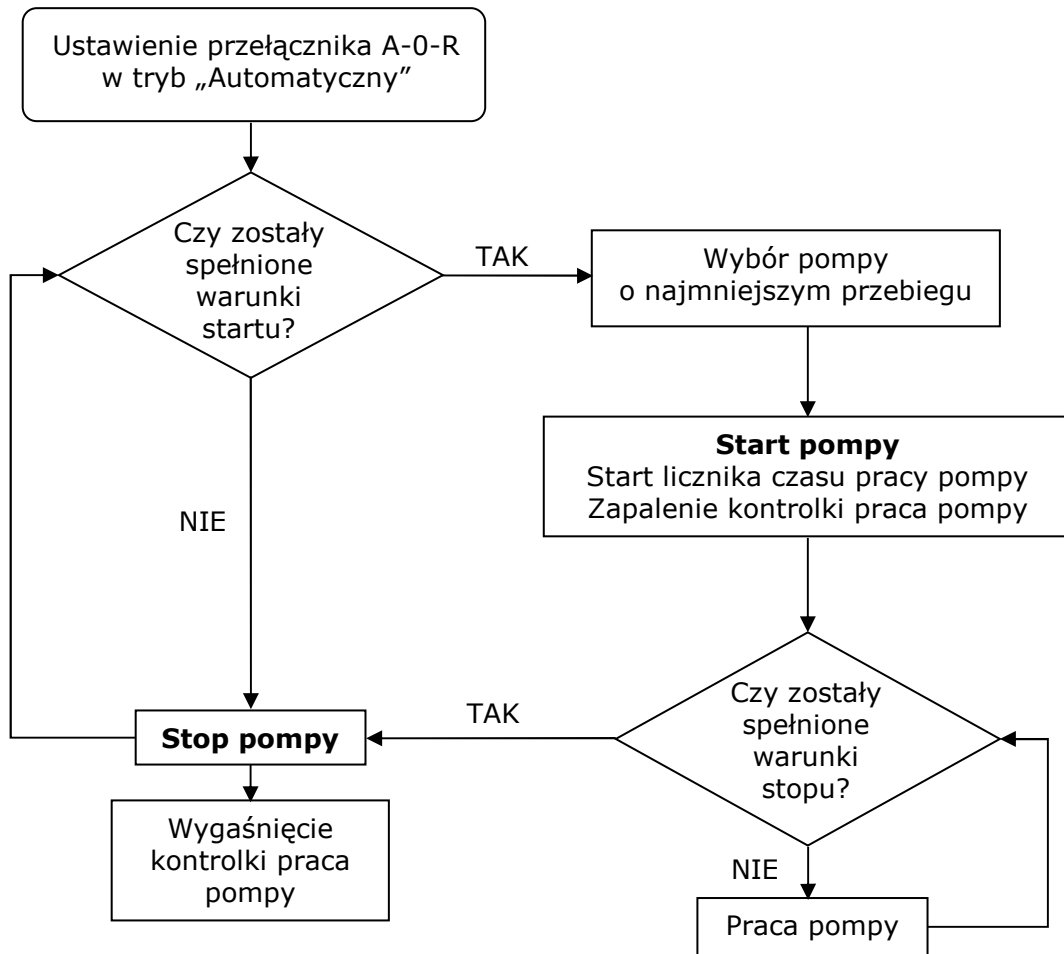 Ustawienie przełącznika A-0-R
w tryb „Automatyczny”
Czy zostały
spełnione
warunki
startu?
TAK
Wybór pompy
o najmniejszym przebiegu
Start pompy
Start licznika czasu pracy pompy
Zapalenie kontrolki praca pompy
NIE
Czy zostały
spełnione
warunki
stopu?
TAK
Stop pompy
Wygaśnięcie
kontrolki praca
pompy
NIE
Praca pompy